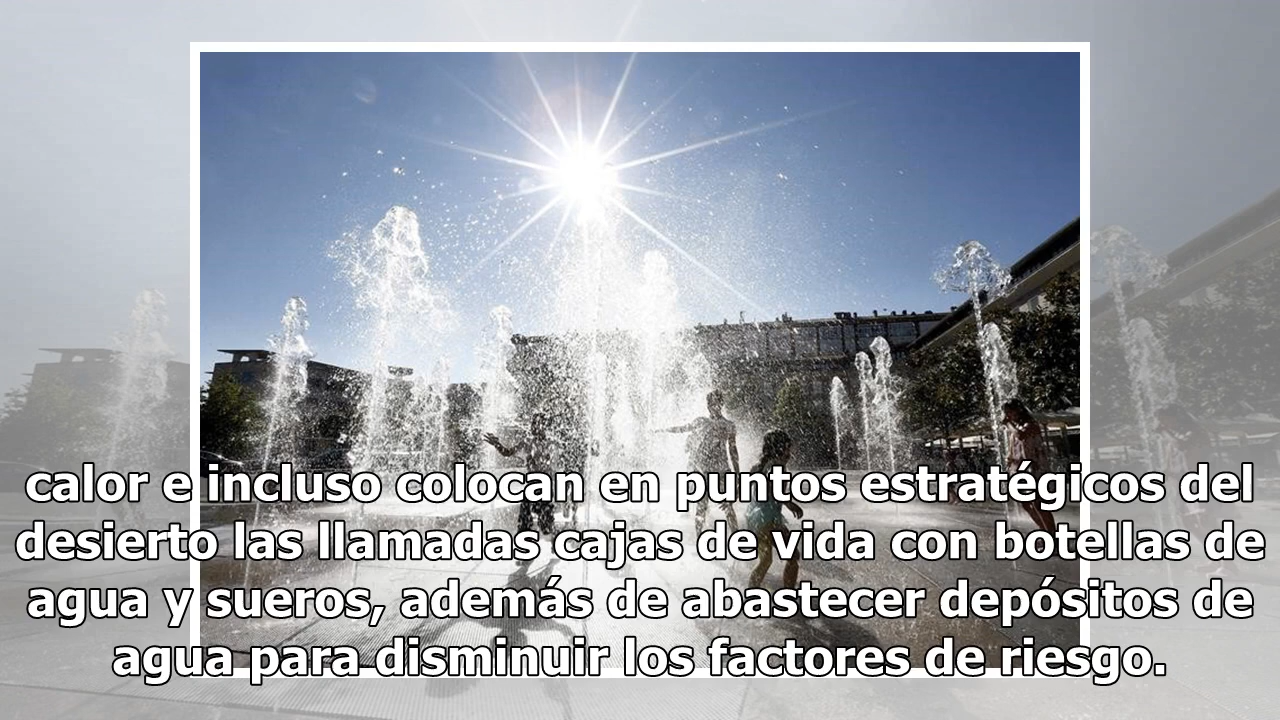 calor e incluso colocan en puntos estratégicos del
desierto las llamadas cajas de vida con botellas de
agua y sueros, además de abastecer depósitos de
agua para disminuir los factores de riesgo.